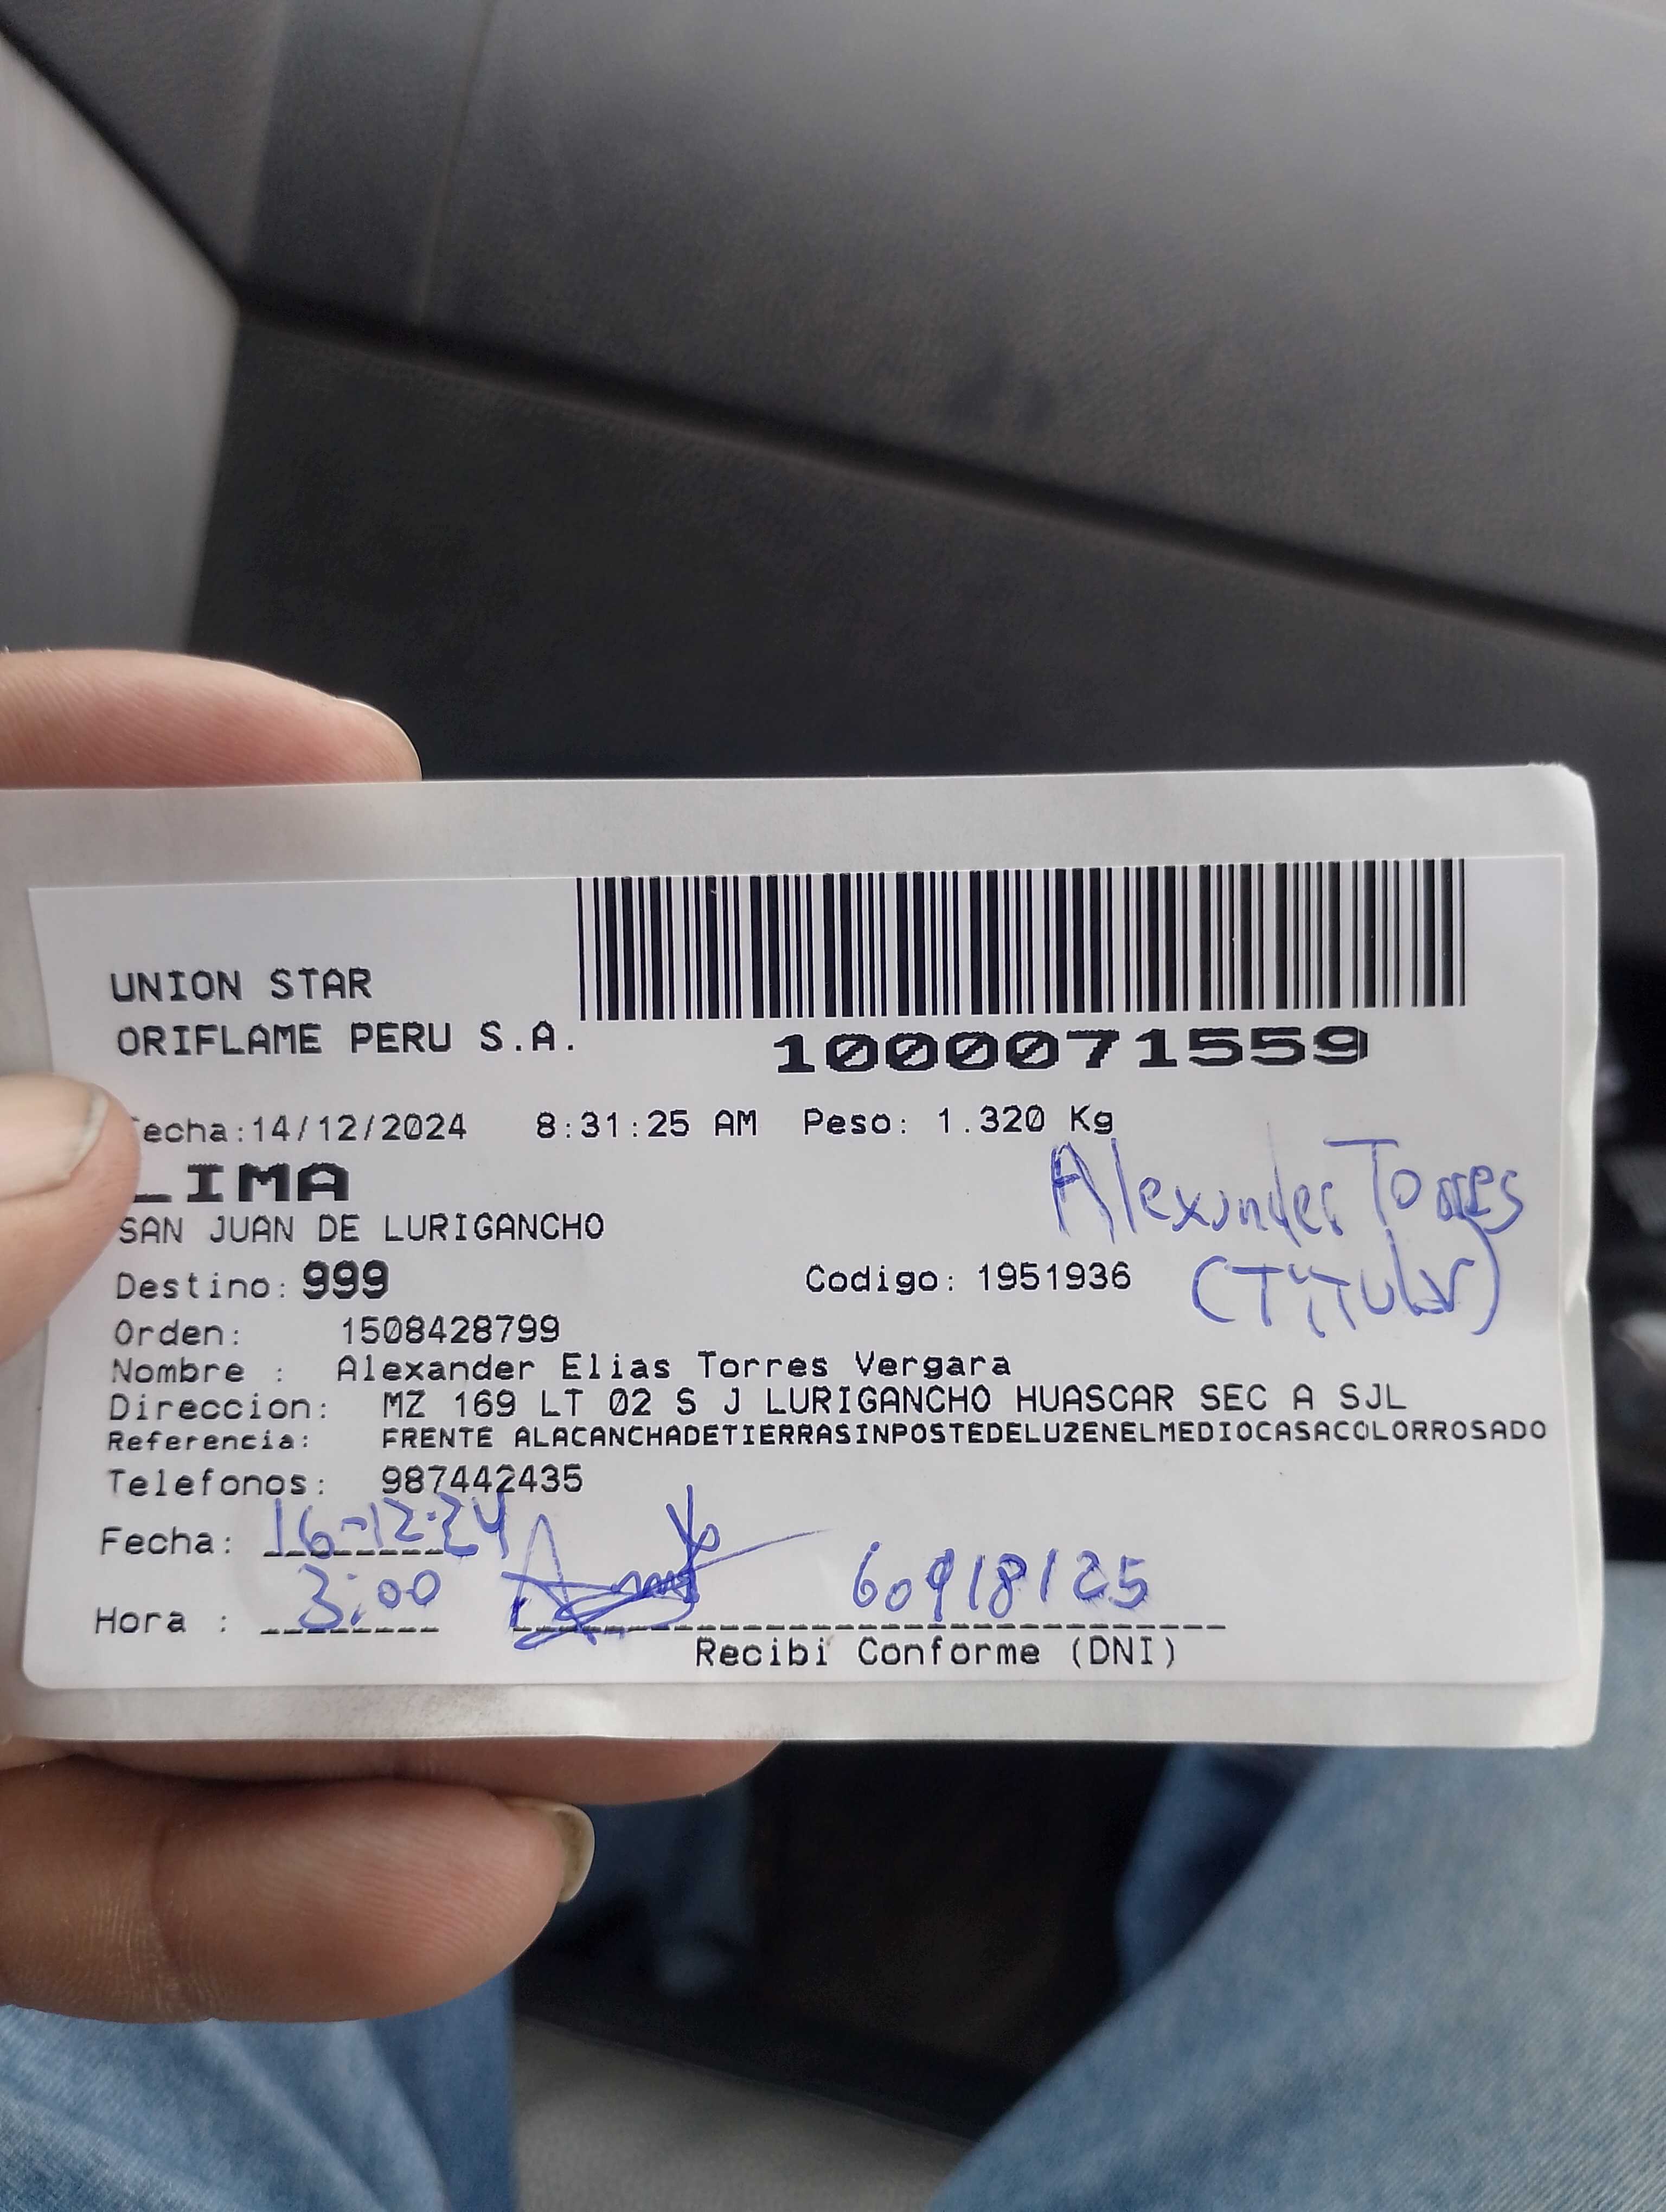 UNION STAR
ORIFLAME PERU S.A.
1000071559
echa:14/12/2024 8:31:25 AM Peso: 1.320 Kg
LIMA
SAN JUAN DE LURIGANCHO
Alexander Torres
(TiTular)
Destino: 999 Codigo: 1951936
Orden: 1508428799
Nombre : Alexander Elias Torres Vergara
Direccion: MZ 169 LT 02 S J LURIGANCHO HUASCAR SEC A SJL
Referencia: FRENTE ALACANCHADETIERRASINPOSTEDELUZENELMEDIOCASACOLORROSADO
Telefonos: 987442435
Fecha: 16-12-24
Hora : 3:00 60918125
Recibi Conforme (DNI)